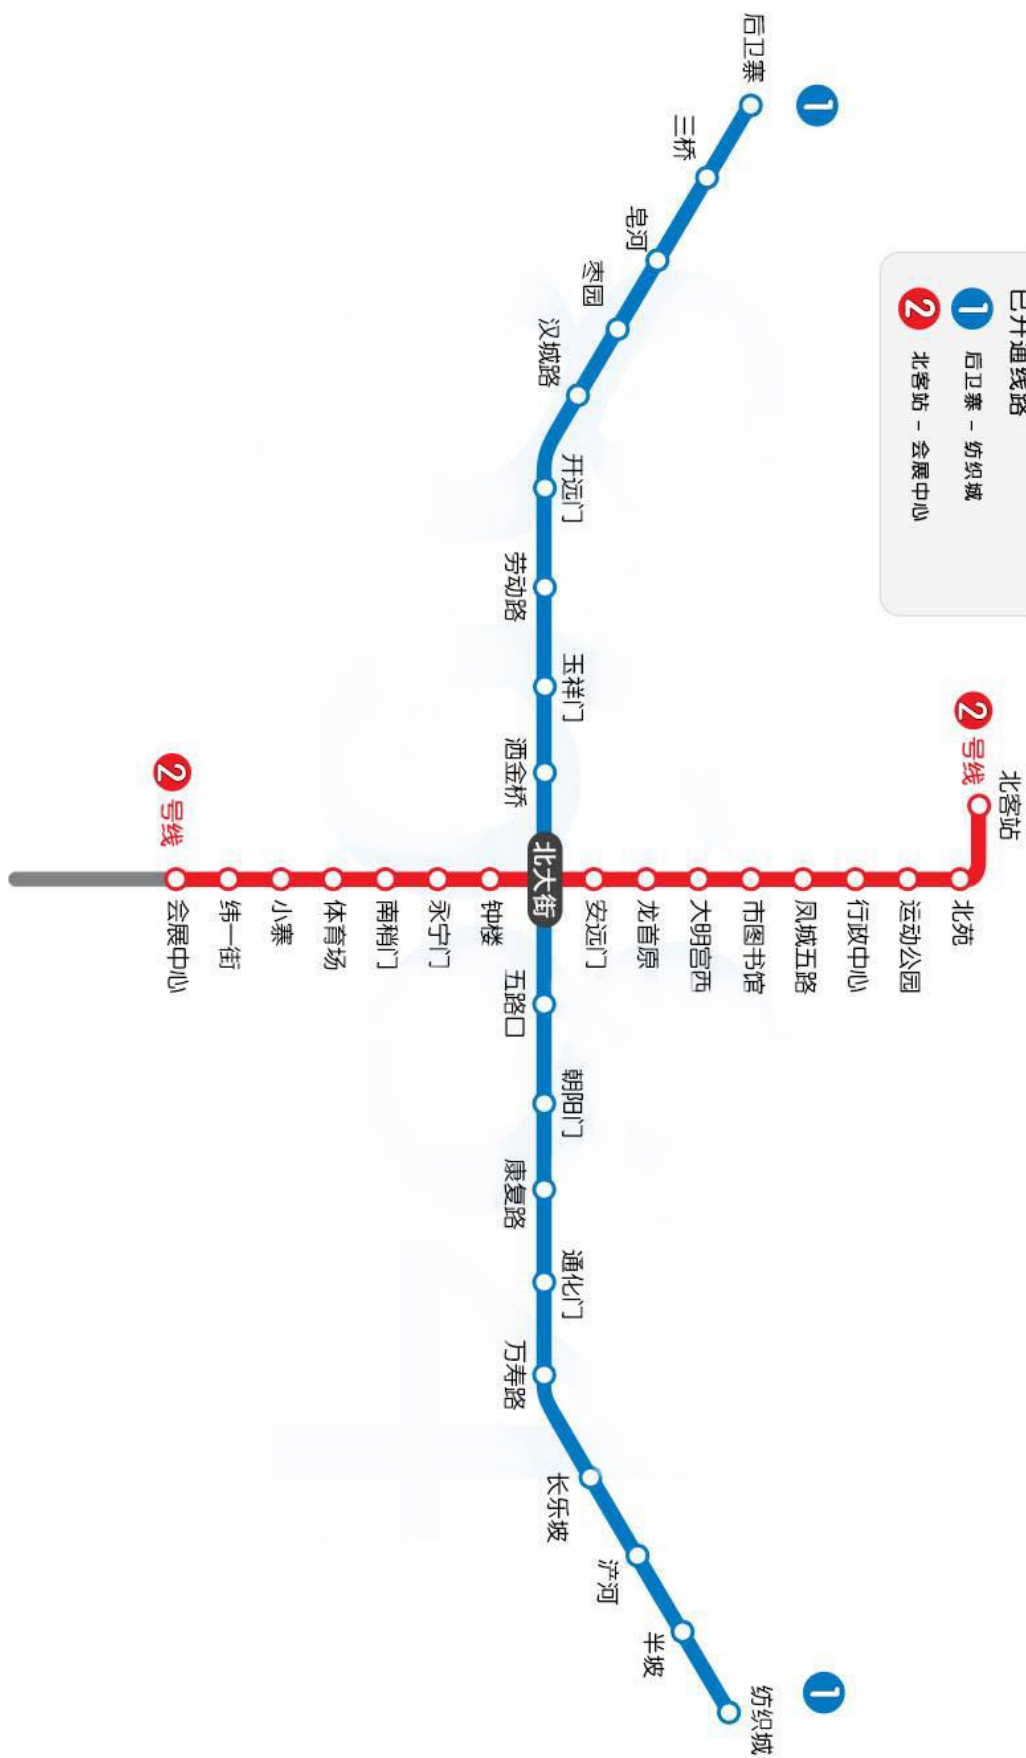 已开通线路
1 后卫寨 - 纺织城
2 北客站 - 会展中心
1
后卫寨
三桥
皂河
枣园
汉城路
开远门
劳动路
玉祥门
洒金桥
北大街
五路口
朝阳门
康复路
通化门
万寿路
长乐坡
浐河
半坡
纺织城
1
2 号线
北客站
北苑
运动公园
行政中心
凤城五路
市图书馆
大明宫西
龙首原
安远门
钟楼
永宁门
南稍门
体育场
小寨
纬一街
会展中心
2 号线